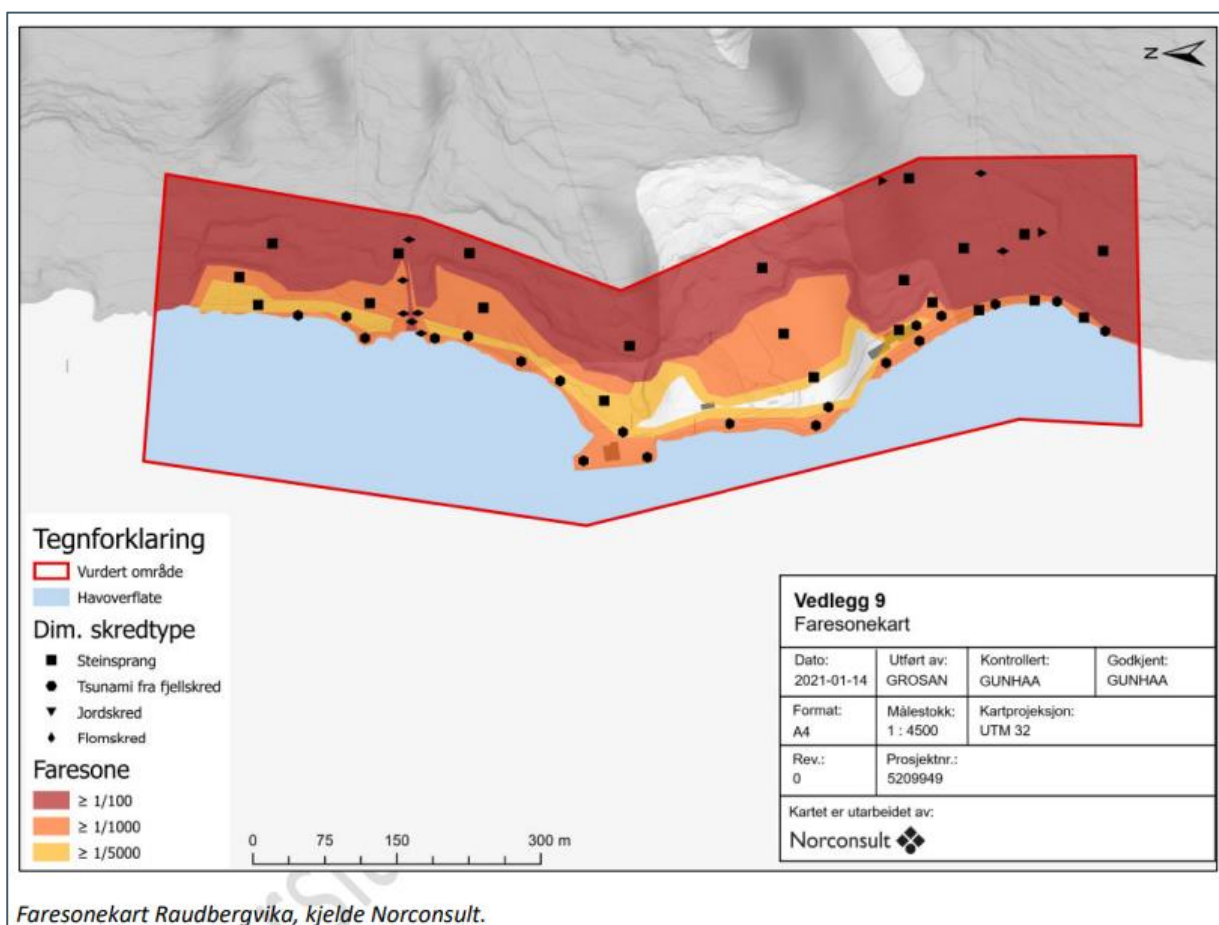 N
Tegnforklaring
Vurdert område
Havoverflate
Dim. skredtype
Steinsprang
Tsunami fra fjellskred
Jordskred
Flomskred
Faresone
≥ 1/100
≥ 1/1000
≥ 1/5000
0 75 150 300 m
Vedlegg 9
Faresonekart
Dato: Utført av: Kontrollert: Godkjent:
2021-01-14 GROSAN GUNHAA GUNHAA
Format: Målestokk: Kartprojeksjon:
A4 1 : 4500 UTM 32
Rev.: Prosjektnr.:
0 5209949
Kartet er utarbeidet av:
Norconsult
Faresonekart Raudbergvika, kjelde Norconsult.